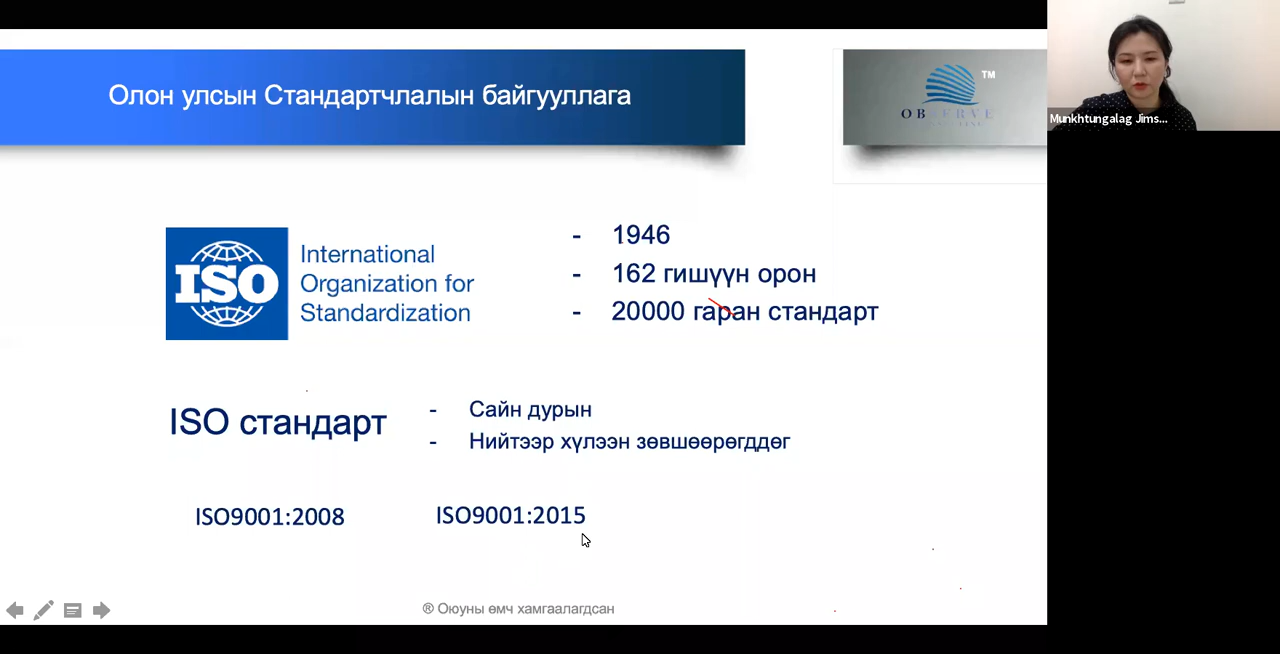 Олон улсын Стандартчлалын байгууллага
TM
OBSERVE
Munkhtungalag Jims...
ISO
International
Organization for
Standardization
- 1946
- 162 гишүүн орон
- 20000 гаран стандарт
ISO стандарт
- Сайн дурын
- Нийтээр хүлээн зөвшөөрөгддөг
ISO9001:2008
ISO9001:2015
® Оюуны өмч хамгаалагдсан